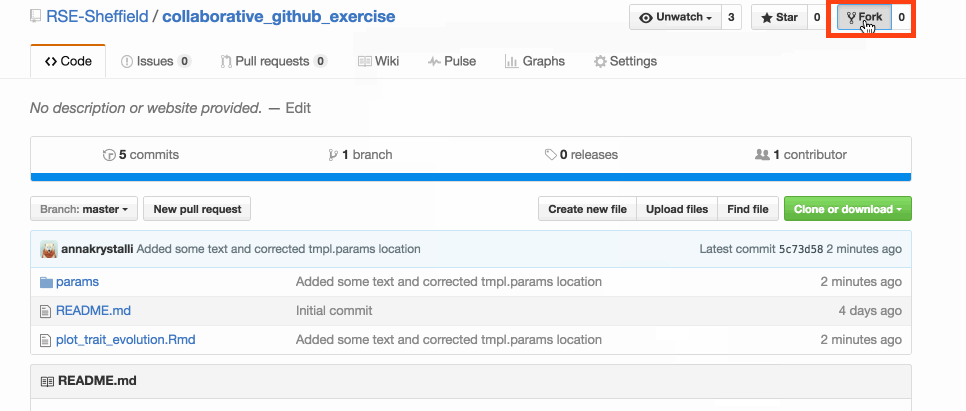 RSE-Sheffield / collaborative_github_exercise Unwatch 3 Star 0 Fork 0
Code Issues 0 Pull requests 0 Wiki Pulse Graphs Settings
No description or website provided. — Edit
5 commits 1 branch 0 releases 1 contributor
Branch: master New pull request Create new file Upload files Find file Clone or download
annakrystalli Added some text and corrected tmpl.params location Latest commit 5c73d58 2 minutes ago
params Added some text and corrected tmpl.params location 2 minutes ago
README.md Initial commit 4 days ago
plot_trait_evolution.Rmd Added some text and corrected tmpl.params location 2 minutes ago
README.md